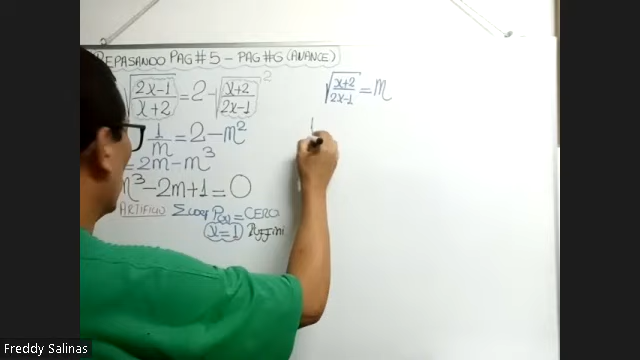 REPASANDO PAG #5 - PAG #6 (AVANCE)
√((2x-1)/(x+2)) = 2 - √((x+2)/(2x-1))²
√((x+2)/(2x-1)) = m
1/m = 2 - m²
= 2m - m³
m³ - 2m + 1 = 0
ARTIFICIO Σcoef P(x) = CERO
x = 1 Ruffini
Freddy Salinas